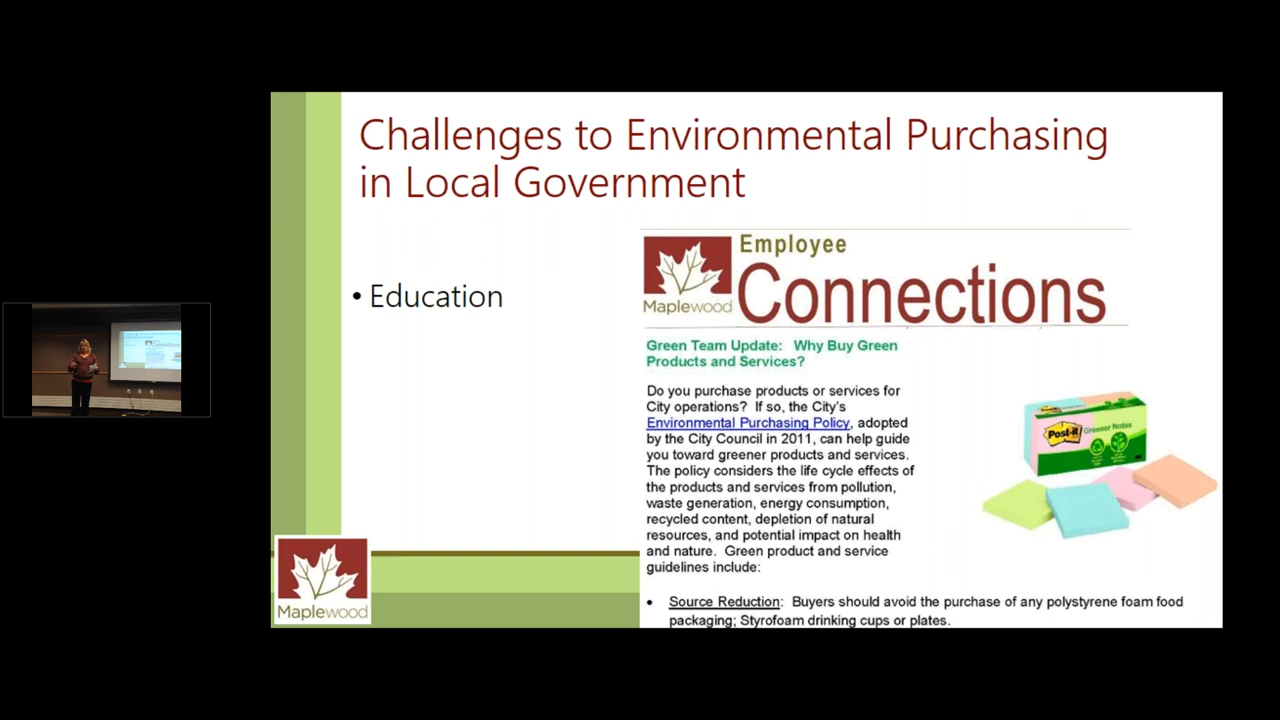 Challenges to Environmental Purchasing
in Local Government
• Education
Maplewood
Employee
Connections
Green Team Update: Why Buy Green
Products and Services?
Do you purchase products or services for
City operations? If so, the City's
Environmental Purchasing Policy, adopted
by the City Council in 2011, can help guide
you toward greener products and services.
The policy considers the life cycle effects of
the products and services from pollution,
waste generation, energy consumption,
recycled content, depletion of natural
resources, and potential impact on health
and nature. Green product and service
guidelines include:
Post-it Greener Notes
• Source Reduction: Buyers should avoid the purchase of any polystyrene foam food
packaging; Styrofoam drinking cups or plates.
Maplewood